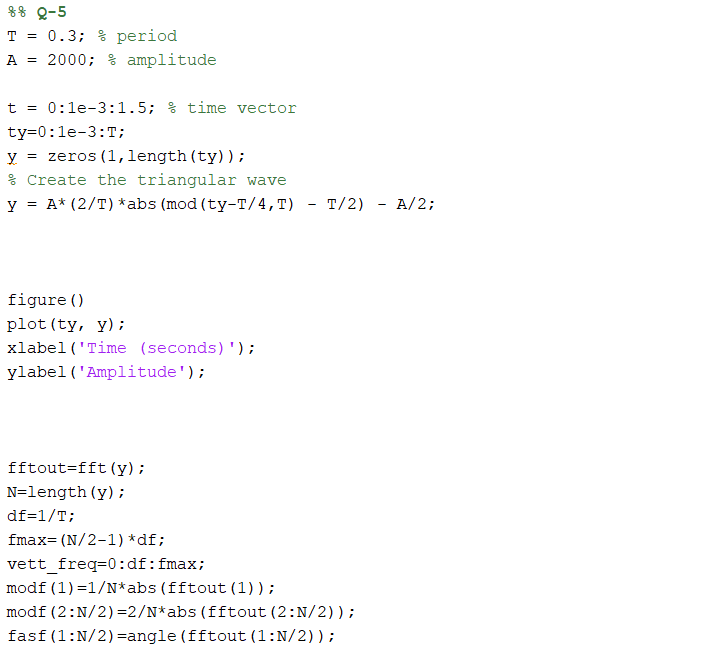 %% Q-5
T = 0.3; % period
A = 2000; % amplitude
t = 0:1e-3:1.5; % time vector
ty=0:1e-3:T;
y = zeros(1,length(ty));
% Create the triangular wave
y = A*(2/T)*abs(mod(ty-T/4,T) - T/2) - A/2;
figure()
plot(ty, y);
xlabel('Time (seconds)');
ylabel('Amplitude');
fftout=fft(y);
N=length(y);
df=1/T;
fmax=(N/2-1)*df;
vett_freq=0:df:fmax;
modf(1)=1/N*abs(fftout(1));
modf(2:N/2)=2/N*abs(fftout(2:N/2));
fasf(1:N/2)=angle(fftout(1:N/2));